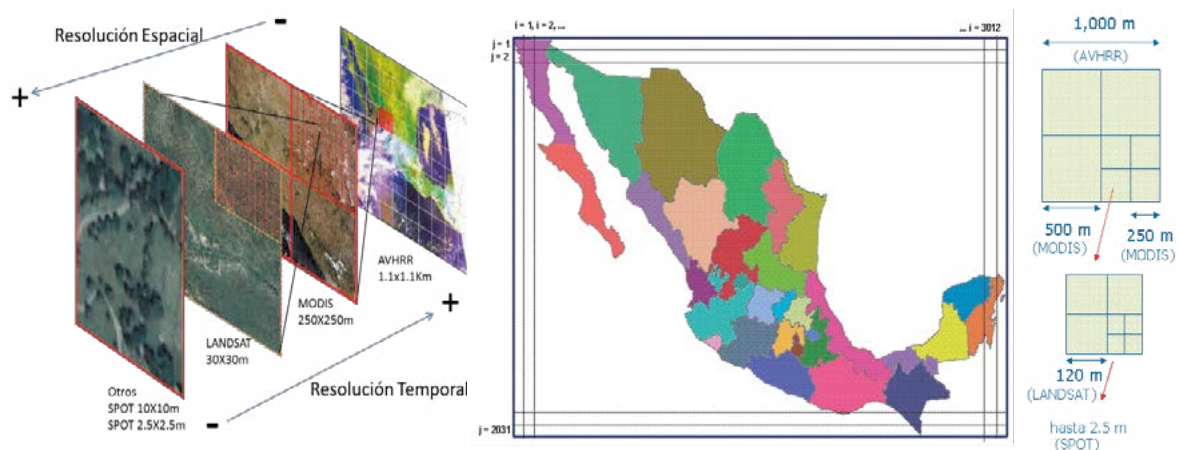 Resolución Espacial
-
+
AVHRR
1.1x1.1Km
MODIS
250X250m
LANDSAT
30X30m
Otros
SPOT 10X10m
SPOT 2.5X2.5m
+
-
Resolución Temporal
i = 1, i = 2, ...
... i = 3012
j = 1
j = 2
j = 2031
1,000 m
(AVHRR)
500 m
(MODIS)
250 m
(MODIS)
120 m
(LANDSAT)
hasta 2.5 m
(SPOT)